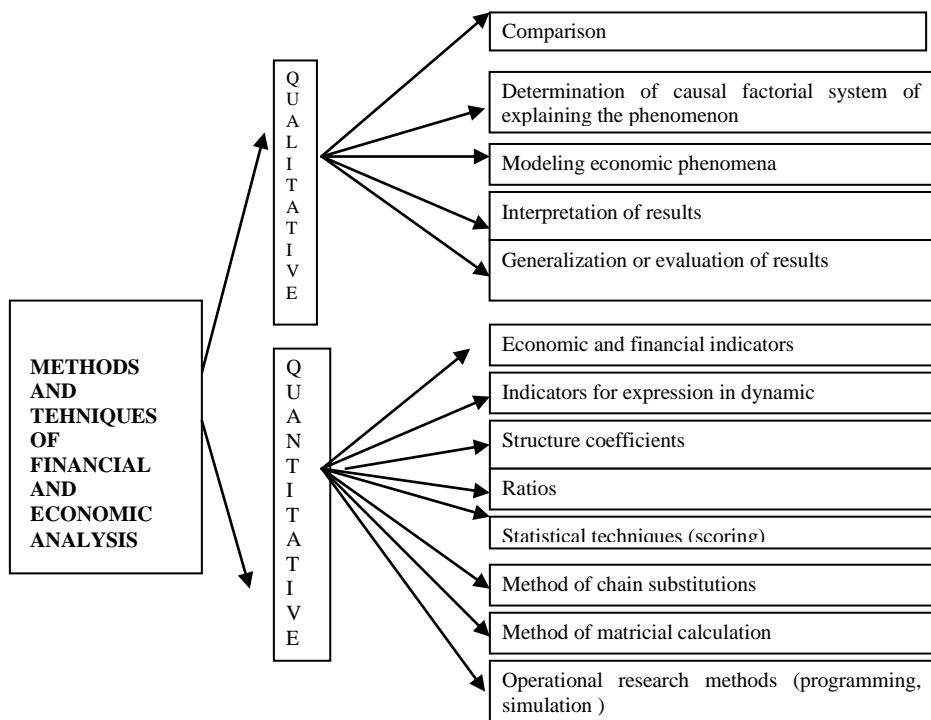 METHODS
AND
TEHNIQUES
OF
FINANCIAL
AND
ECONOMIC
ANALYSIS
Q
U
A
L
I
T
A
T
I
V
E
Comparison
Determination of causal factorial system of
explaining the phenomenon
Modeling economic phenomena
Interpretation of results
Generalization or evaluation of results
Q
U
A
N
T
I
T
A
T
I
V
E
Economic and financial indicators
Indicators for expression in dynamic
Structure coefficients
Ratios
Statistical techniques (scoring)
Method of chain substitutions
Method of matricial calculation
Operational research methods (programming,
simulation )